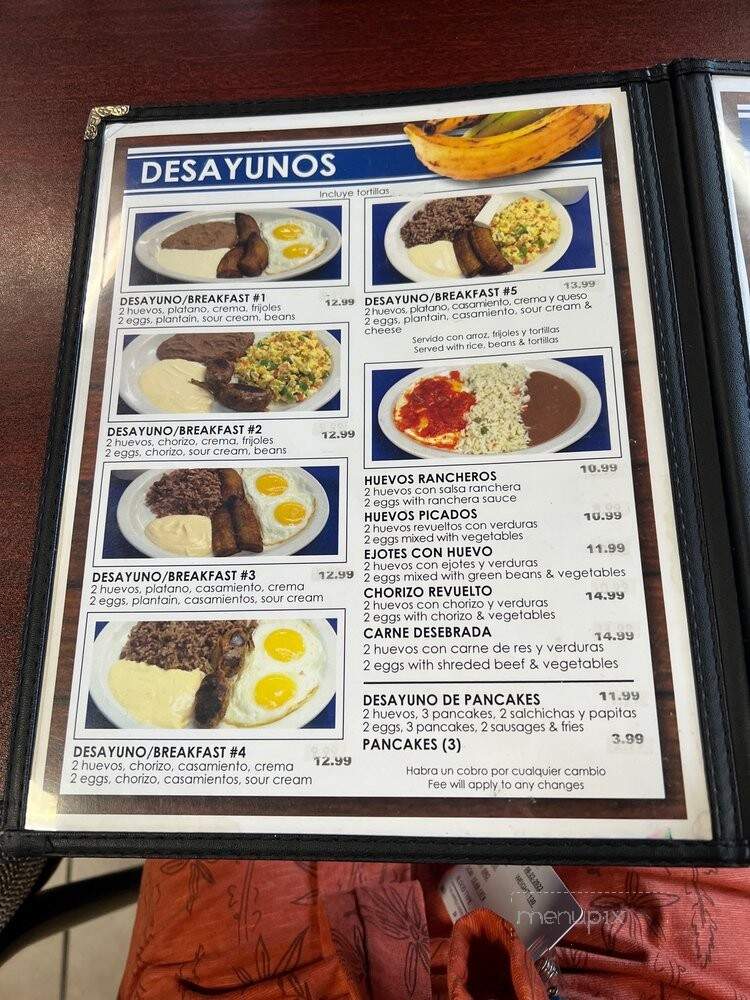 DESAYUNOS
Incluye tortillas
DESAYUNO/BREAKFAST #1
2 huevos, platano, crema, frijoles 12.99
2 eggs, plantain, sour cream, beans
DESAYUNO/BREAKFAST #2
2 huevos, chorizo, crema, frijoles 12.99
2 eggs, chorizo, sour cream, beans
DESAYUNO/BREAKFAST #3 12.99
2 huevos, platano, casamiento, crema
2 eggs, plantain, casamientos, sour cream
DESAYUNO/BREAKFAST #4
2 huevos, chorizo, casamiento, crema 12.99
2 eggs, chorizo, casamientos, sour cream
13.99
DESAYUNO/BREAKFAST #5
2 huevos, platano, casamiento, crema y queso
2 eggs, plantain, casamiento, sour cream &
cheese
Servido con arroz, frijoles y tortillas
Served with rice, beans & tortillas
HUEVOS RANCHEROS 10.99
2 huevos con salsa ranchera
2 eggs with ranchera sauce
HUEVOS PICADOS 10.99
2 huevos revueltos con verduras
2 eggs mixed with vegetables
EJOTES CON HUEVO 11.99
2 huevos con ejotes y verduras
2 eggs mixed with green beans & vegetables
CHORIZO REVUELTO 14.99
2 huevos con chorizo y verduras
2 eggs with chorizo & vegetables
CARNE DESEBRADA 14.99
2 huevos con carne de res y verduras
2 eggs with shreded beef & vegetables
DESAYUNO DE PANCAKES 11.99
2 huevos, 3 pancakes, 2 salchichas y papitas
2 eggs, 3 pancakes, 2 sausages & fries
PANCAKES (3) 3.99
Habra un cobro por cualquier cambio
Fee will apply to any changes
menupix